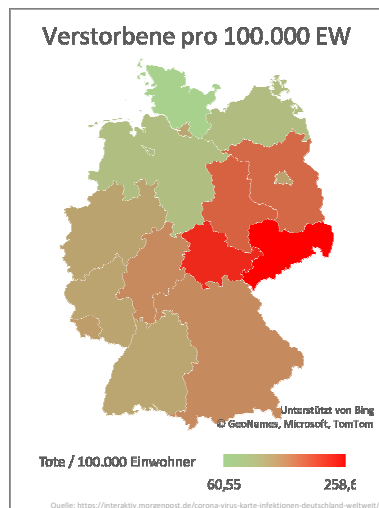 Verstorbene pro 100.000 EW
Unterstützt von Bing
© GeoNames, Microsoft, TomTom
Tote / 100.000 Einwohner
60,55
258,6
Quelle: https://interaktiv.morgenpost.de/corona-virus-karte-infektionen-deutschland-weltweit/